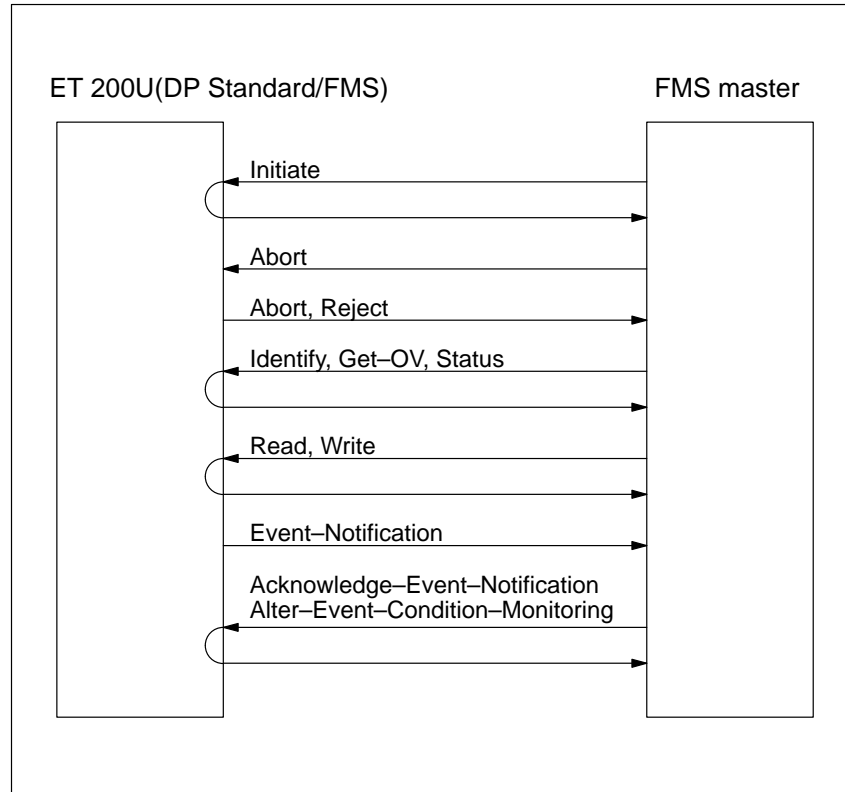 ET 200U(DP Standard/FMS)
FMS master
Initiate
Abort
Abort, Reject
Identify, Get–OV, Status
Read, Write
Event–Notification
Acknowledge–Event–Notification
Alter–Event–Condition–Monitoring